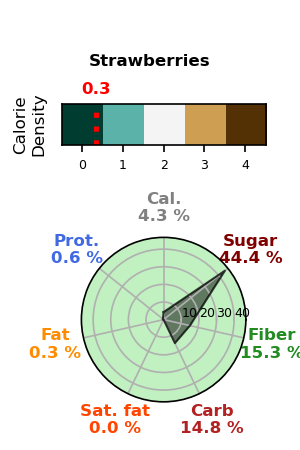 Strawberries
0.3
Calorie
Density
0 1 2 3 4
Cal.
4.3 %
Prot.
0.6 %
Sugar
44.4 %
10 20 30 40
Fat
0.3 %
Fiber
15.3 %
Sat. fat
0.0 %
Carb
14.8 %